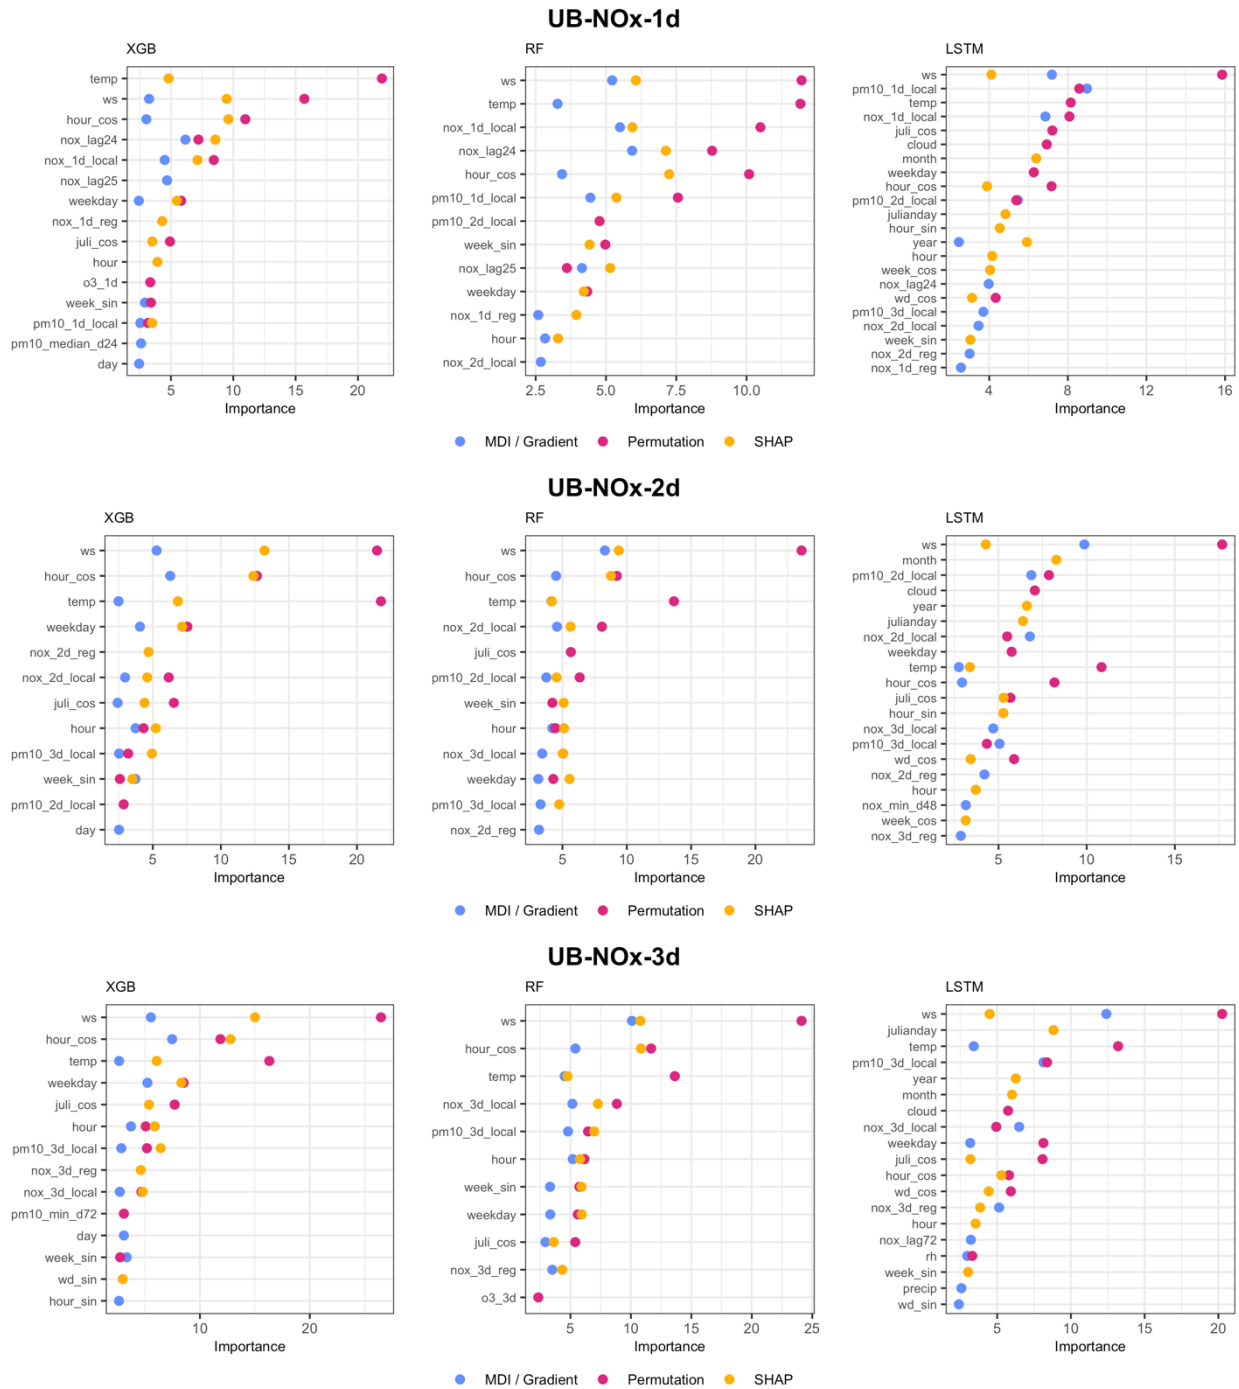 UB-NOx-1d
XGB
temp
ws
hour_cos
nox_lag24
nox_1d_local
nox_lag25
weekday
nox_1d_reg
juli_cos
hour
o3_1d
week_sin
pm10_1d_local
pm10_median_d24
day
5 10 15 20
Importance
RF
ws
temp
nox_1d_local
nox_lag24
hour_cos
pm10_1d_local
pm10_2d_local
week_sin
nox_lag25
weekday
nox_1d_reg
hour
nox_2d_local
2.5 5.0 7.5 10.0
Importance
LSTM
ws
pm10_1d_local
temp
nox_1d_local
juli_cos
cloud
month
weekday
hour_cos
pm10_2d_local
julianday
hour_sin
year
hour
week_cos
nox_lag24
wd_cos
pm10_3d_local
nox_2d_local
week_sin
nox_2d_reg
nox_1d_reg
4 8 12 16
Importance
MDI / Gradient Permutation SHAP
UB-NOx-2d
XGB
ws
hour_cos
temp
weekday
nox_2d_reg
nox_2d_local
juli_cos
hour
pm10_3d_local
week_sin
pm10_2d_local
day
5 10 15 20
Importance
RF
ws
hour_cos
temp
nox_2d_local
juli_cos
pm10_2d_local
week_sin
hour
nox_3d_local
weekday
pm10_3d_local
nox_2d_reg
5 10 15 20
Importance
LSTM
ws
month
pm10_2d_local
cloud
year
julianday
nox_2d_local
weekday
temp
hour_cos
juli_cos
hour_sin
nox_3d_local
pm10_3d_local
wd_cos
nox_2d_reg
hour
nox_min_d48
week_cos
nox_3d_reg
5 10 15
Importance
MDI / Gradient Permutation SHAP
UB-NOx-3d
XGB
ws
hour_cos
temp
weekday
juli_cos
hour
pm10_3d_local
nox_3d_reg
nox_3d_local
pm10_min_d72
day
week_sin
wd_sin
hour_sin
10 20
Importance
RF
ws
hour_cos
temp
nox_3d_local
pm10_3d_local
hour
week_sin
weekday
juli_cos
nox_3d_reg
o3_3d
5 10 15 20 25
Importance
LSTM
ws
julianday
temp
pm10_3d_local
year
month
cloud
nox_3d_local
weekday
juli_cos
hour_cos
wd_cos
nox_3d_reg
hour
nox_lag72
rh
week_sin
precip
wd_sin
5 10 15 20
Importance
MDI / Gradient Permutation SHAP